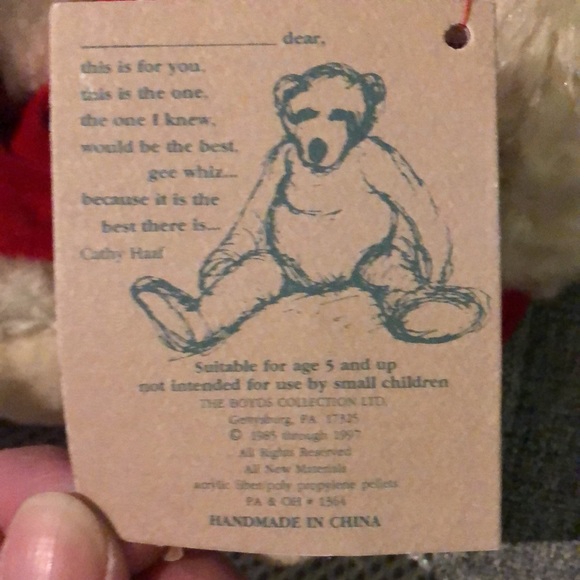 dear,
this is for you.
this is the one.
the one I knew,
would be the best,
gee whiz...
because it is the
best there is...
Cathy Haaf
Suitable for age 5 and up
not intended for use by small children
THE BOYDS COLLECTION LTD.
Gettysburg, PA 17325
© 1985 through 1997
All Rights Reserved
All New Materials
acrylic fiber/poly propylene pellets
PA & OH # 1364
HANDMADE IN CHINA